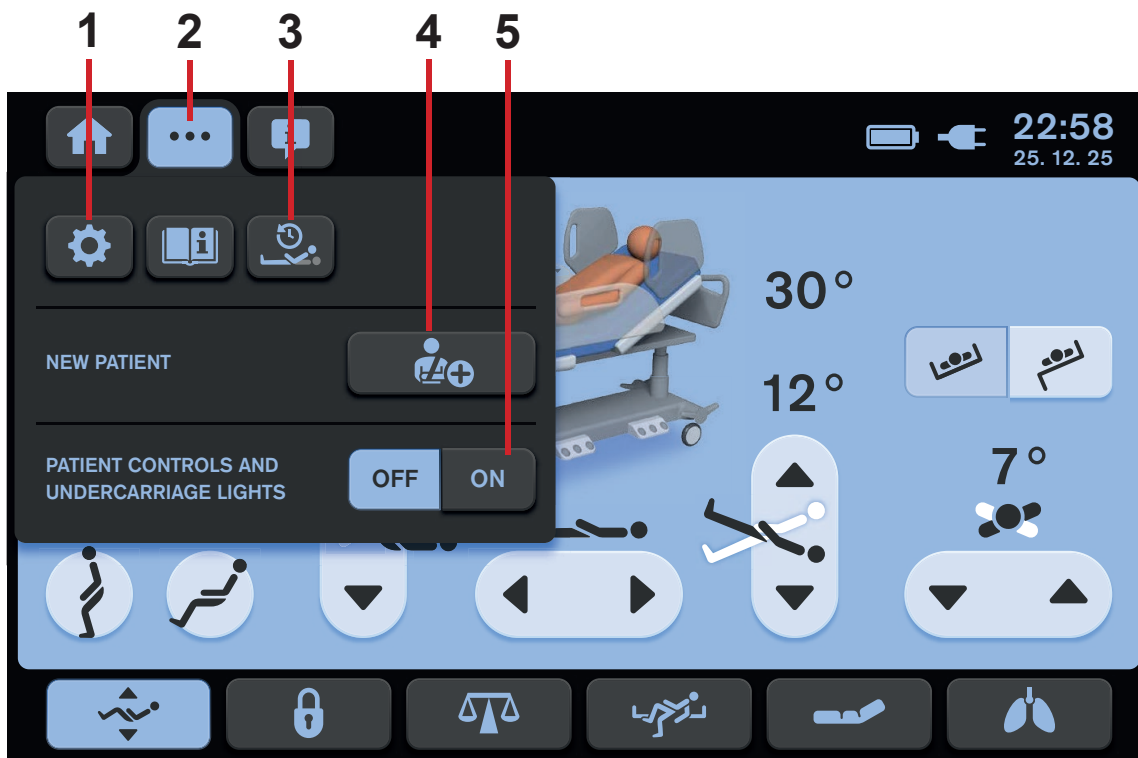 1 2 3 4 5
22:58
25. 12. 25
30°
NEW PATIENT
12°
PATIENT CONTROLS AND
UNDERCARRIAGE LIGHTS
OFF ON
7°